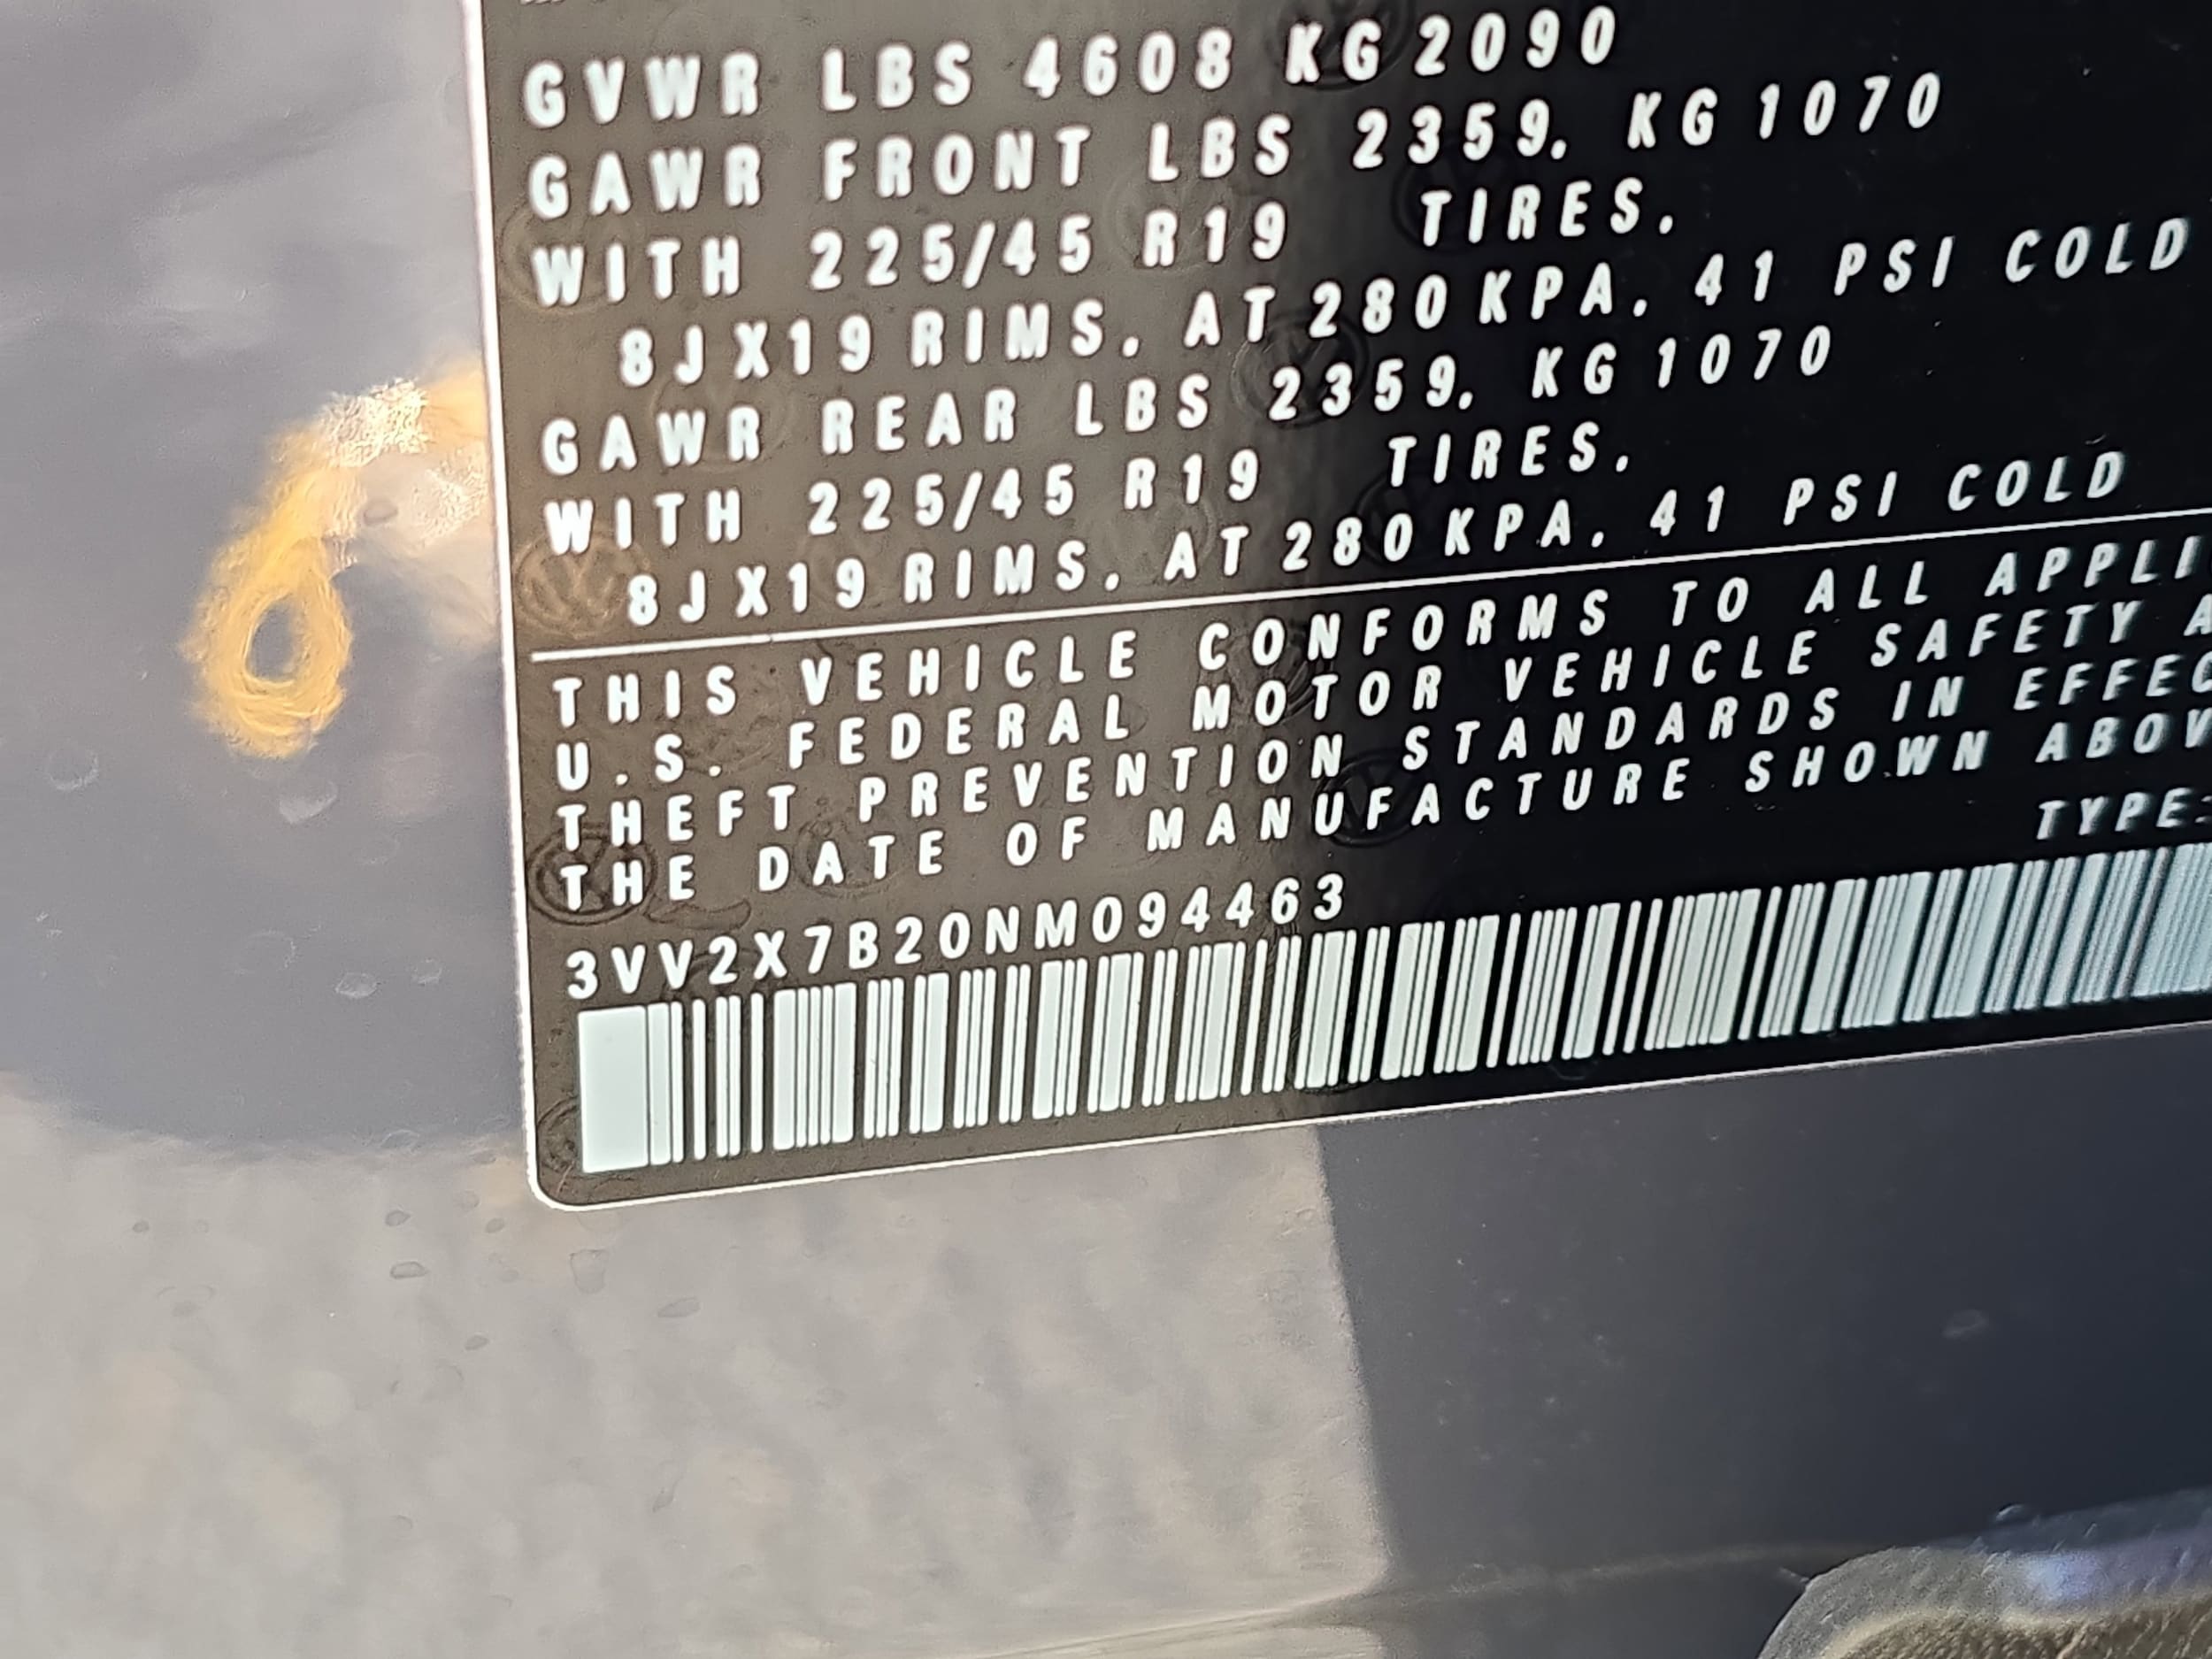 GVWR LBS 4608 KG 2090
GAWR FRONT LBS 2359. KG 1070
WITH 225/45 R19 TIRES.
8JX19 RIMS. AT 280 KPA. 41 PSI COLD
GAWR REAR LBS 2359. KG 1070
WITH 225/45 R19 TIRES.
8JX19 RIMS. AT 280 KPA. 41 PSI COLD
THIS VEHICLE CONFORMS TO ALL APPLI
U.S. FEDERAL MOTOR VEHICLE SAFETY A
THEFT PREVENTION STANDARDS IN EFFEC
THE DATE OF MANUFACTURE SHOWN ABOV
TYPE:
3VV2X7B20NM094463